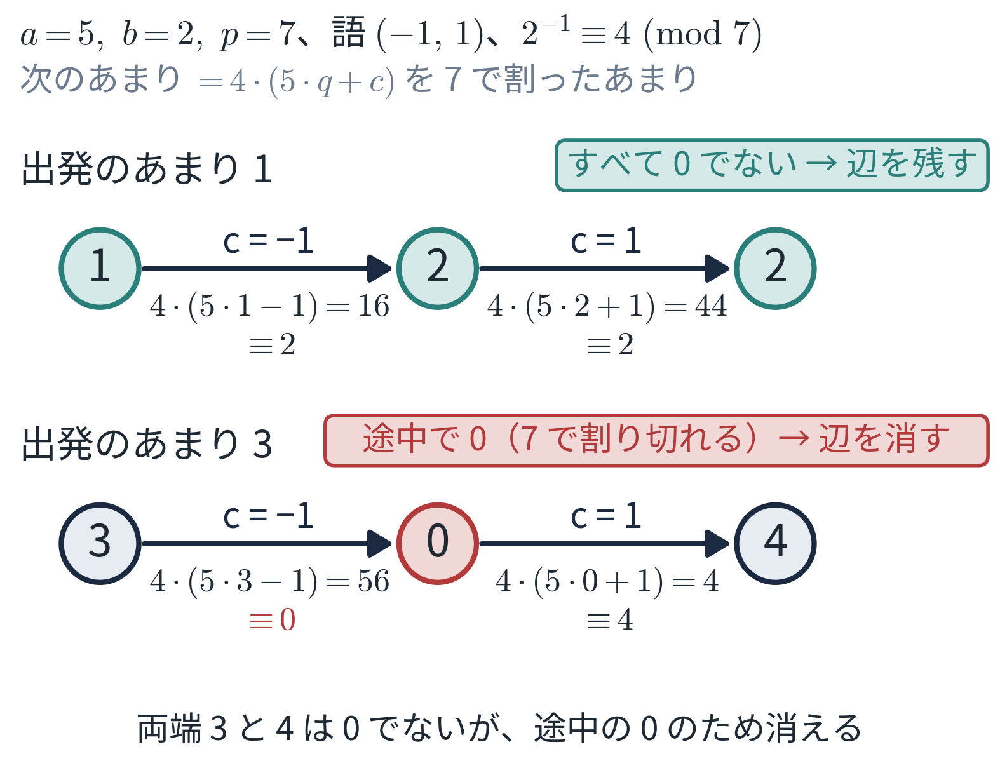 a = 5, b = 2, p = 7、語 (−1, 1)、2⁻¹ ≡ 4 (mod 7)
次のあまり = 4 · (5 · q + c) を 7 で割ったあまり
出発のあまり 1
すべて 0 でない → 辺を残す
c = −1
c = 1
1
2
2
4 · (5 · 1 − 1) = 16
≡ 2
4 · (5 · 2 + 1) = 44
≡ 2
出発のあまり 3
途中で 0（7 で割り切れる）→ 辺を消す
c = −1
c = 1
3
0
4
4 · (5 · 3 − 1) = 56
≡ 0
4 · (5 · 0 + 1) = 4
≡ 4
両端 3 と 4 は 0 でないが、途中の 0 のため消える